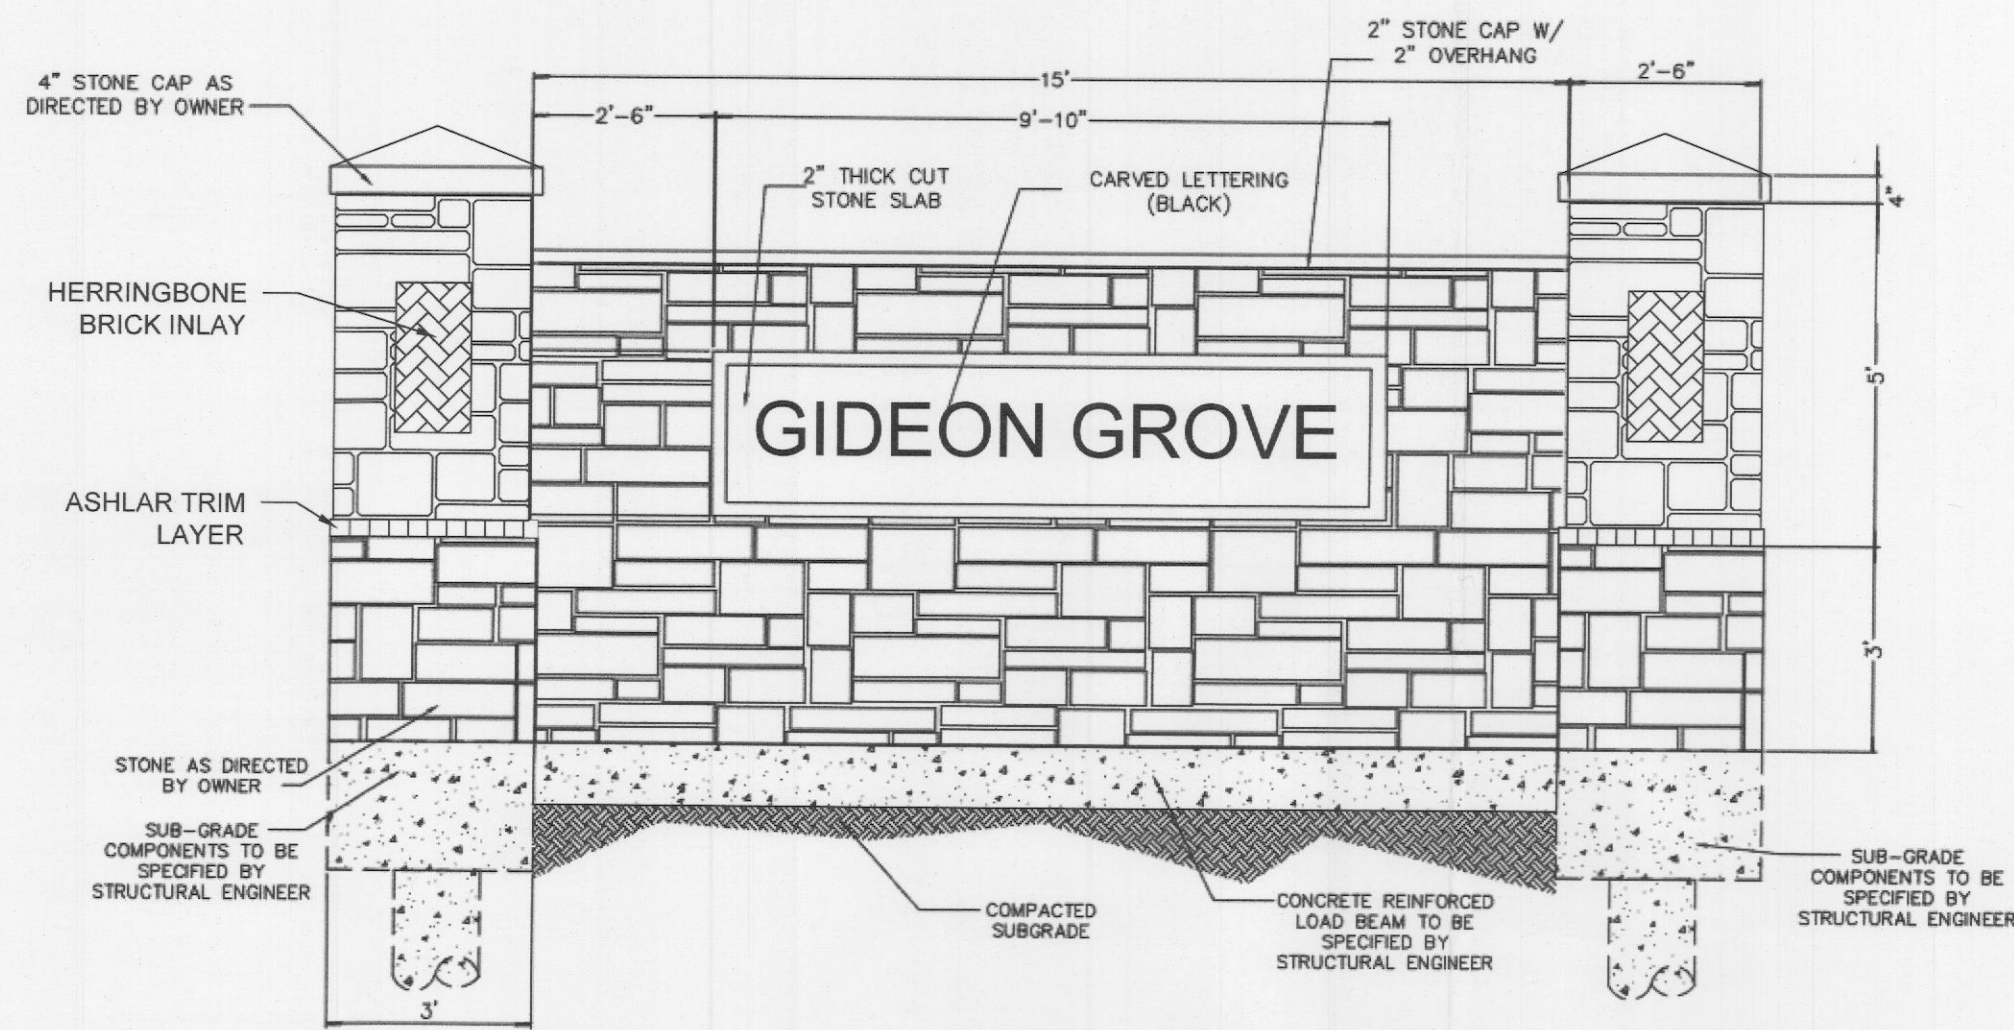 2" STONE CAP W/
2" OVERHANG
4" STONE CAP AS
DIRECTED BY OWNER
15'
2'-6"
2'-6"
9'-10"
2" THICK CUT
STONE SLAB
CARVED LETTERING
(BLACK)
4"
HERRINGBONE
BRICK INLAY
5'
GIDEON GROVE
ASHLAR TRIM
LAYER
3'
STONE AS DIRECTED
BY OWNER
SUB-GRADE
COMPONENTS TO BE
SPECIFIED BY
STRUCTURAL ENGINEER
COMPACTED
SUBGRADE
CONCRETE REINFORCED
LOAD BEAM TO BE
SPECIFIED BY
STRUCTURAL ENGINEER
SUB-GRADE
COMPONENTS TO BE
SPECIFIED BY
STRUCTURAL ENGINEER
3'